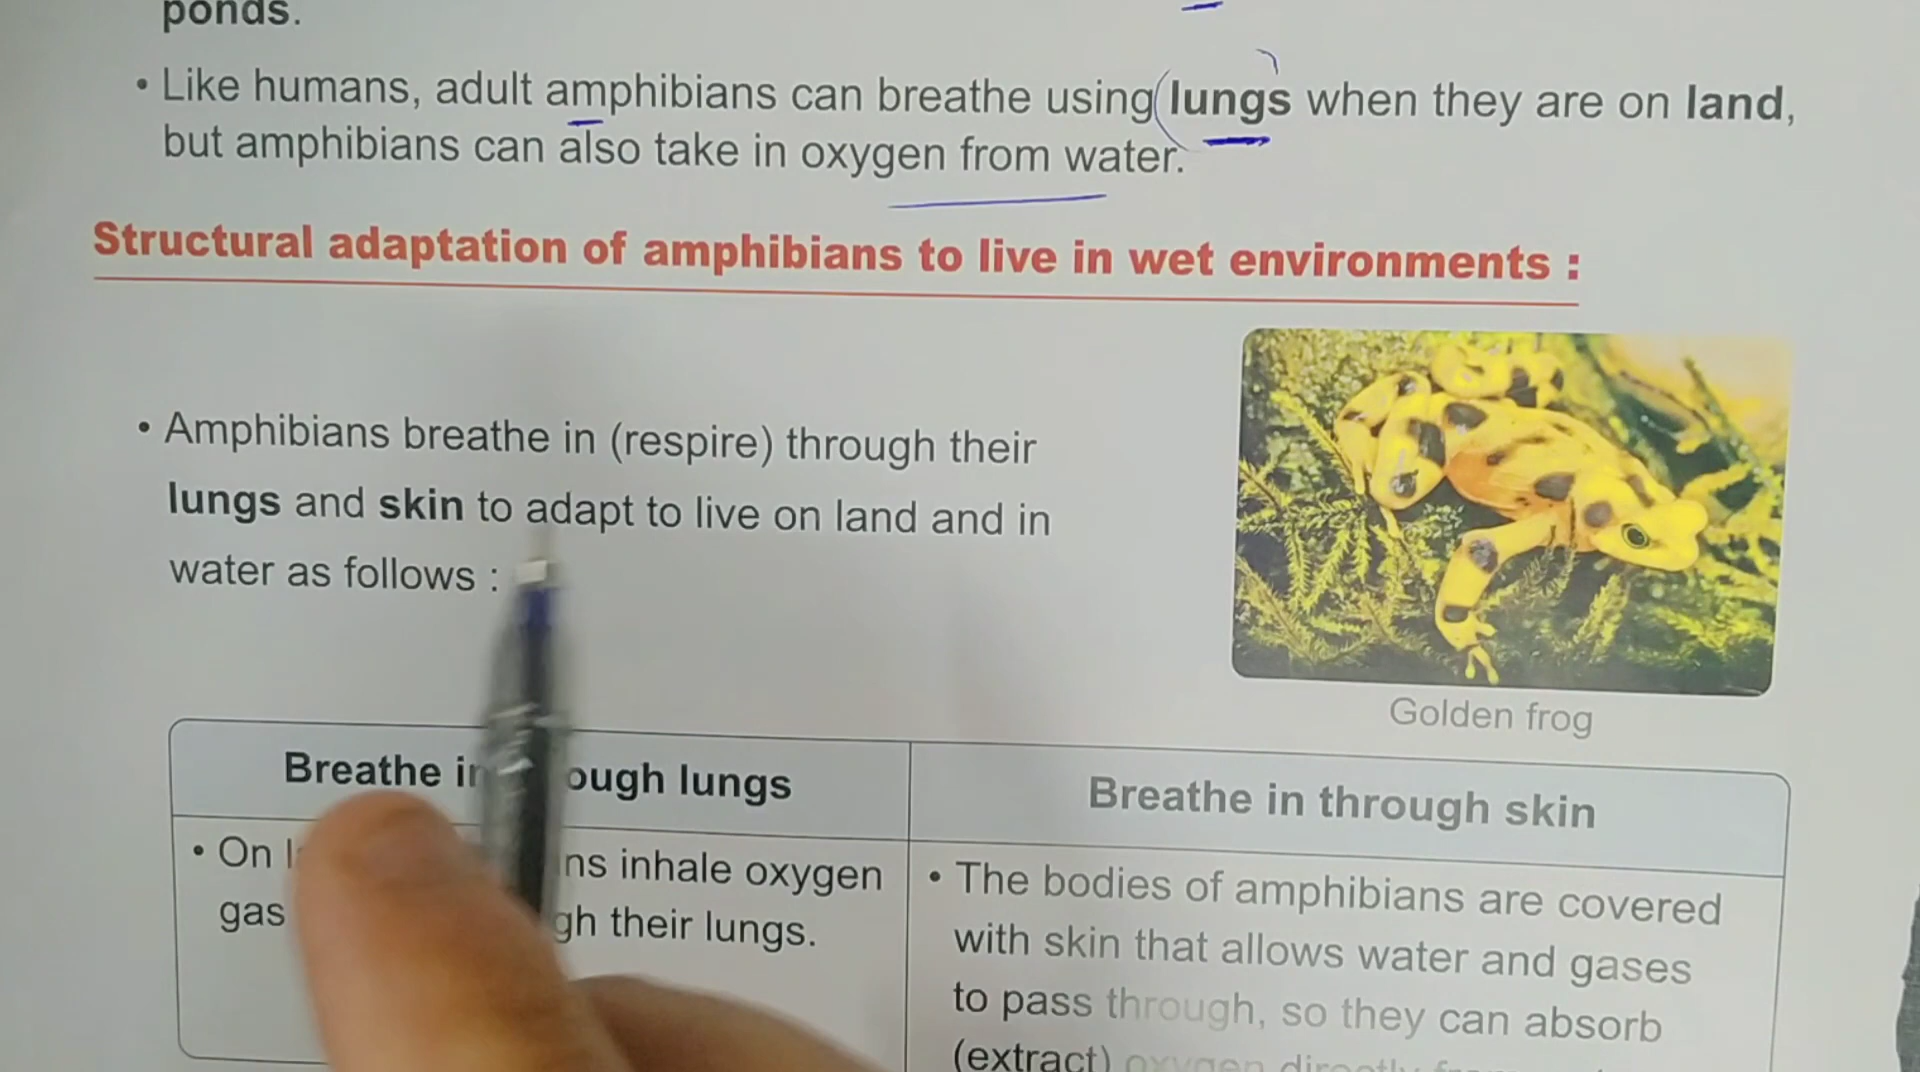 ponds.
• Like humans, adult amphibians can breathe using lungs when they are on land,
but amphibians can also take in oxygen from water.
Structural adaptation of amphibians to live in wet environments :
• Amphibians breathe in (respire) through their
lungs and skin to adapt to live on land and in
water as follows :
Golden frog
Breathe in ough lungs
Breathe in through skin
• On ns inhale oxygen
gas gh their lungs.
• The bodies of amphibians are covered
with skin that allows water and gases
to pass through, so they can absorb
(extract) oxygen directly